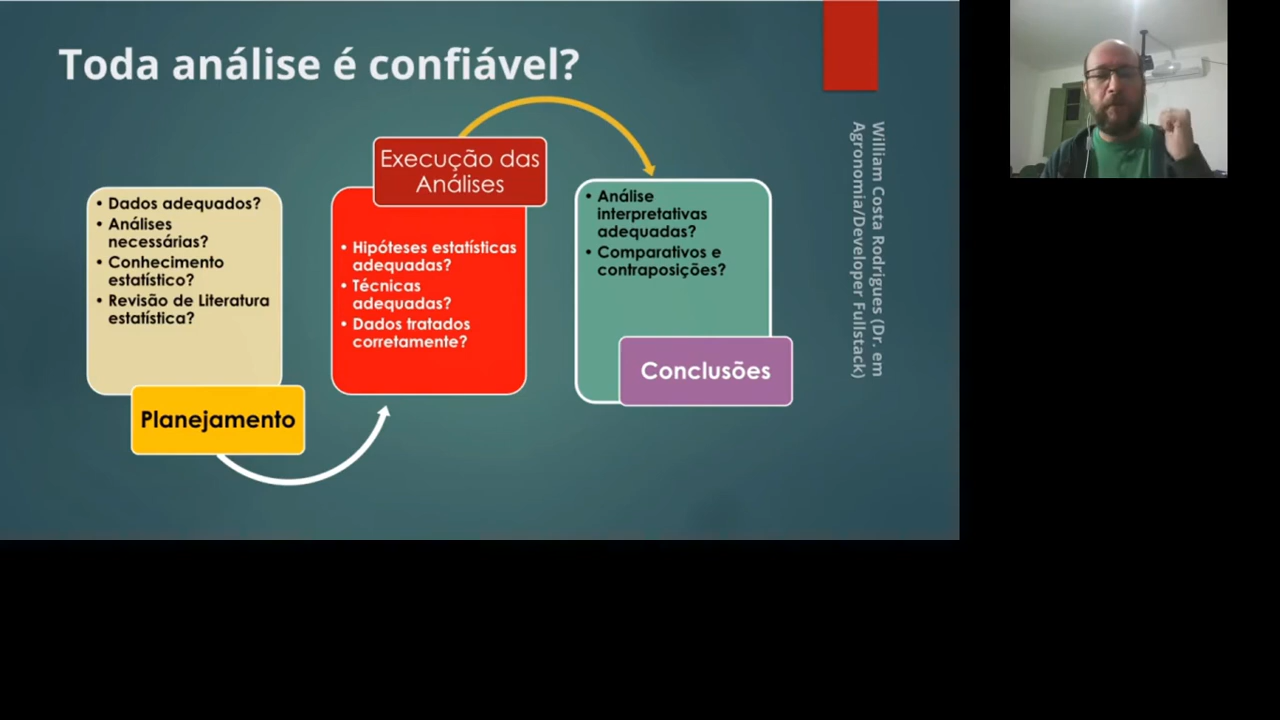 Toda análise é confiável?
• Dados adequados?
• Análises
necessárias?
• Conhecimento
estatístico?
• Revisão de Literatura
estatística?
Planejamento
Execução das
Análises
• Hipóteses estatísticas
adequadas?
• Técnicas
adequadas?
• Dados tratados
corretamente?
• Análise
interpretativas
adequadas?
• Comparativos e
contraposições?
Conclusões
William Costa Rodrigues (Dr. em
Agronomia/Developer Fullstack)